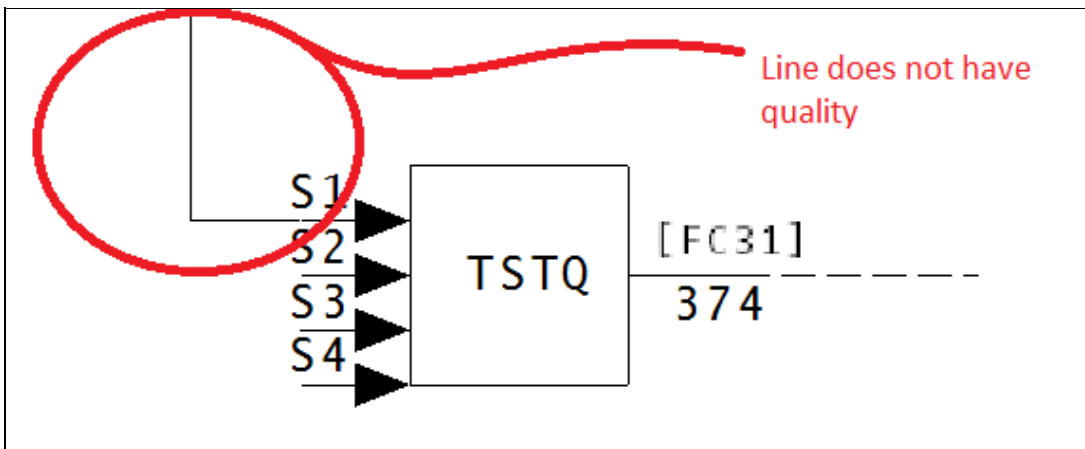 Line does not have
quality
S1
S2
S3
S4
TSTQ
[FC31]
374